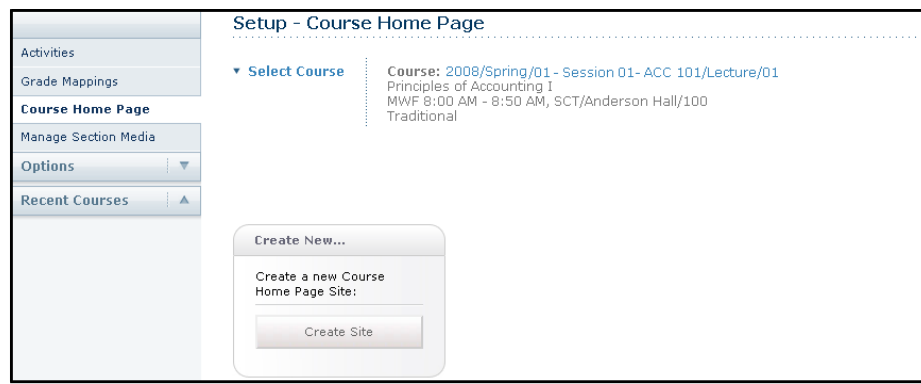 Setup - Course Home Page
Activities
Grade Mappings
Course Home Page
Manage Section Media
Options
Recent Courses
Select Course
Course: 2008/Spring/01 - Session 01- ACC 101/Lecture/01
Principles of Accounting I
MWF 8:00 AM - 8:50 AM, SCT/Anderson Hall/100
Traditional
Create New...
Create a new Course
Home Page Site:
Create Site